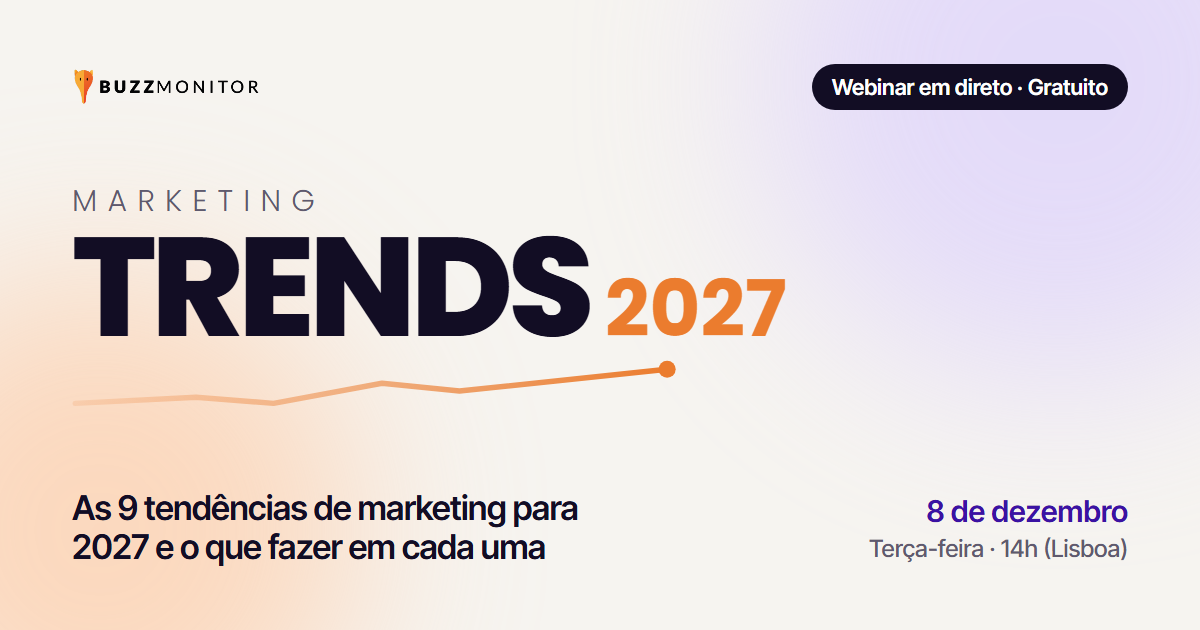 BUZZMONITOR
Webinar em direto · Gratuito
MARKETING
TRENDS 2027
As 9 tendências de marketing para
2027 e o que fazer em cada uma
8 de dezembro
Terça-feira · 14h (Lisboa)